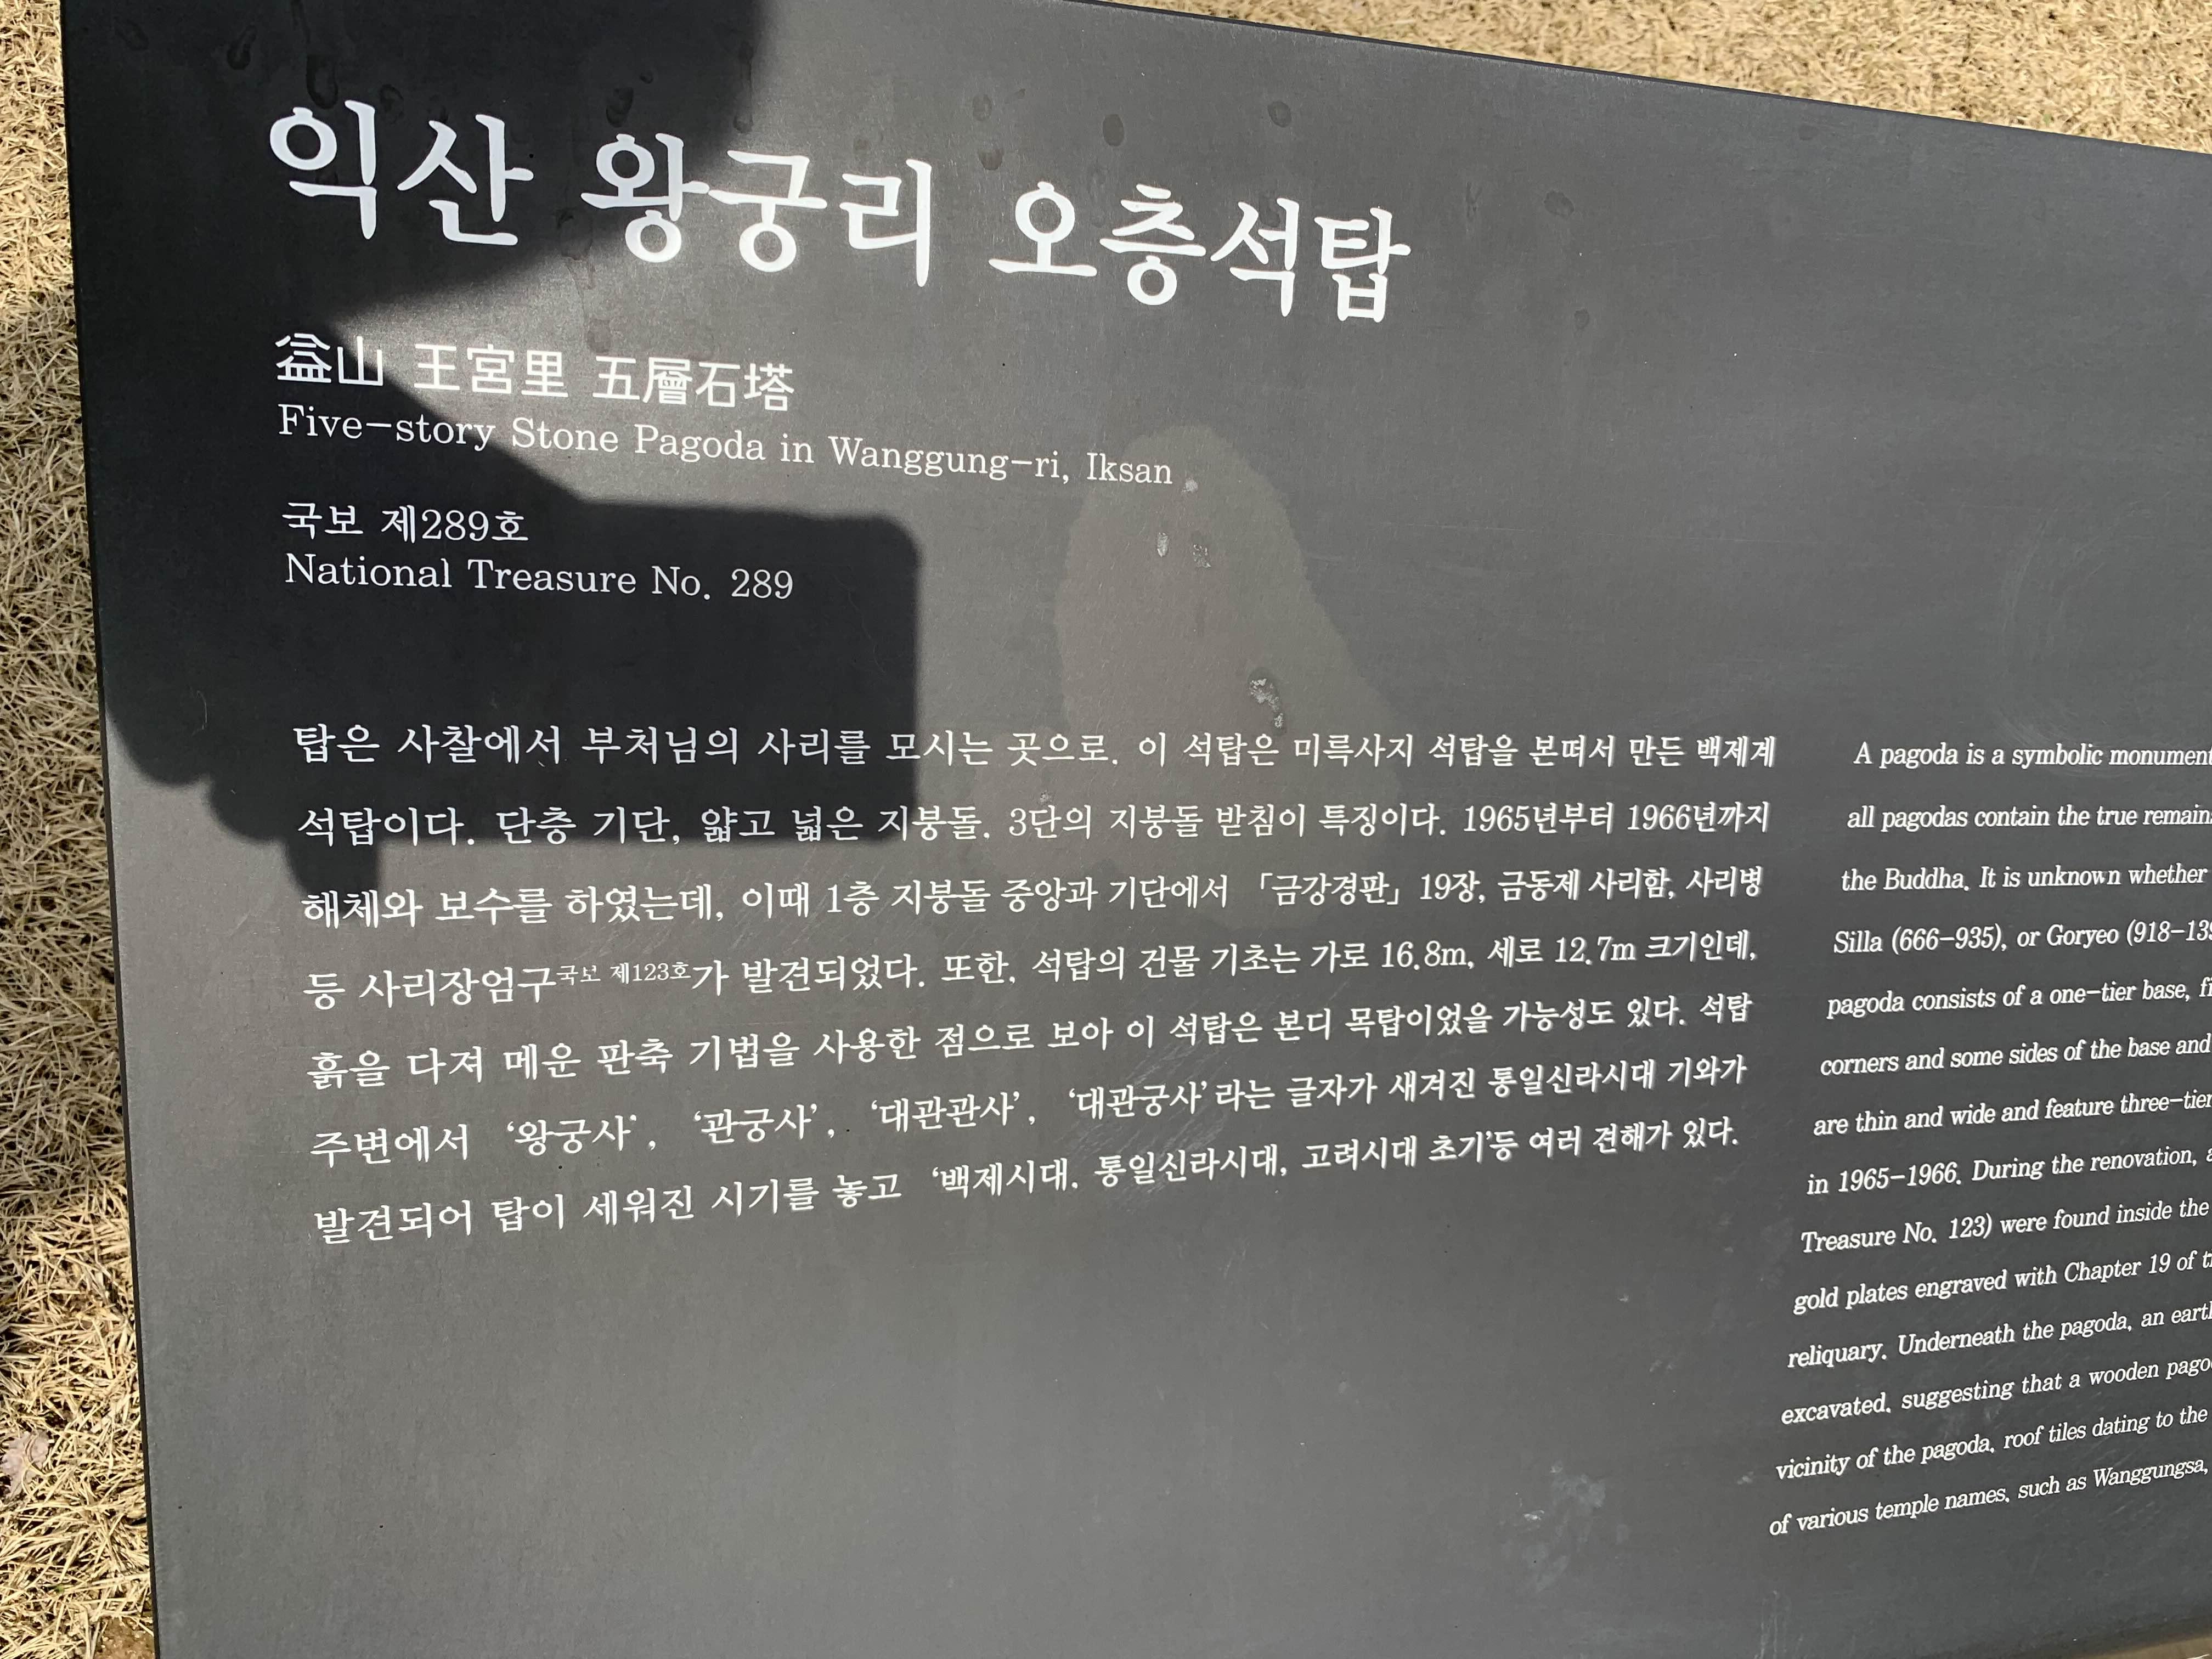 익산 왕궁리 오층석탑
益山 王宮里 五層石塔
Five-story Stone Pagoda in Wanggung-ri, Iksan
국보 제289호
National Treasure No. 289
탑은 사찰에서 부처님의 사리를 모시는 곳으로, 이 석탑은 미륵사지 석탑을 본떠서 만든 백제계
석탑이다. 단층 기단, 얇고 넓은 지붕돌, 3단의 지붕돌 받침이 특징이다. 1965년부터 1966년까지
해체와 보수를 하였는데, 이때 1층 지붕돌 중앙과 기단에서 「금강경판」 19장, 금동제 사리함, 사리병
등 사리장엄구국보 제123호가 발견되었다. 또한, 석탑의 건물 기초는 가로 16.8m, 세로 12.7m 크기인데,
흙을 다져 메운 판축 기법을 사용한 점으로 보아 이 석탑은 본디 목탑이었을 가능성도 있다. 석탑
주변에서 ‘왕궁사’, ‘관궁사’, ‘대관관사’, ‘대관궁사’라는 글자가 새겨진 통일신라시대 기와가
발견되어 탑이 세워진 시기를 놓고 ‘백제시대, 통일신라시대, 고려시대 초기’등 여러 견해가 있다.
A pagoda is a symbolic monument
all pagodas contain the true remain
the Buddha. It is unknown whether
Silla (666-935), or Goryeo (918-139
pagoda consists of a one-tier base, fi
corners and some sides of the base and
are thin and wide and feature three-tier
in 1965-1966. During the renovation, a
Treasure No. 123) were found inside the
gold plates engraved with Chapter 19 of t
reliquary. Underneath the pagoda, an eart
excavated, suggesting that a wooden pago
vicinity of the pagoda, roof tiles dating to the
of various temple names, such as Wanggungsa,